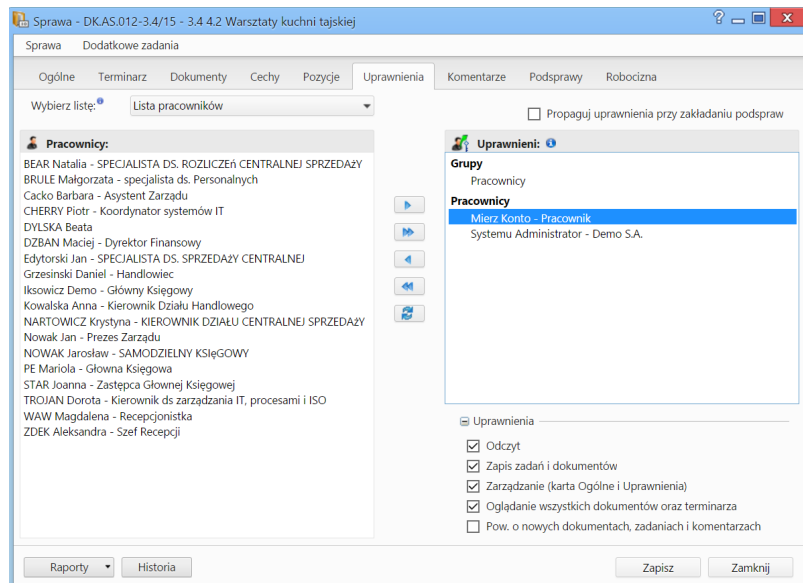 Sprawa - DK.AS.012-3.4/15 - 3.4 4.2 Warsztaty kuchni tajskiej
Sprawa Dodatkowe zadania
Ogólne Terminarz Dokumenty Cechy Pozycje Uprawnienia Komentarze Podsprawy Robocizna
Wybierz listę: Lista pracowników
Propaguj uprawnienia przy zakładaniu podspraw
Pracownicy:
BEAR Natalia - SPECJALISTA DS. ROZLICZEń CENTRALNEJ SPRZEDAżY
BRULE Małgorzata - specjalista ds. Personalnych
Cacko Barbara - Asystent Zarządu
CHERRY Piotr - Koordynator systemów IT
DYLSKA Beata
DZBAN Maciej - Dyrektor Finansowy
Edytorski Jan - SPECJALISTA DS. SPRZEDAżY CENTRALNEJ
Grzesinski Daniel - Handlowiec
Iksowicz Demo - Główny Księgowy
Kowalska Anna - Kierownik Działu Handlowego
NARTOWICZ Krystyna - KIEROWNIK DZIAŁU CENTRALNEJ SPRZEDAżY
Nowak Jan - Prezes Zarządu
NOWAK Jarosław - SAMODZIELNY KSIęGOWY
PE Mariola - Głowna Księgowa
STAR Joanna - Zastępca Głownej Księgowej
TROJAN Dorota - Kierownik ds zarządzania IT, procesami i ISO
WAW Magdalena - Recepcjonistka
ZDEK Aleksandra - Szef Recepcji
Uprawnieni:
Grupy
Pracownicy
Pracownicy
Mierz Konto - Pracownik
Systemu Administrator - Demo S.A.
Uprawnienia
Odczyt
Zapis zadań i dokumentów
Zarządzanie (karta Ogólne i Uprawnienia)
Oglądanie wszystkich dokumentów oraz terminarza
Pow. o nowych dokumentach, zadaniach i komentarzach
Raporty Historia Zapisz Zamknij